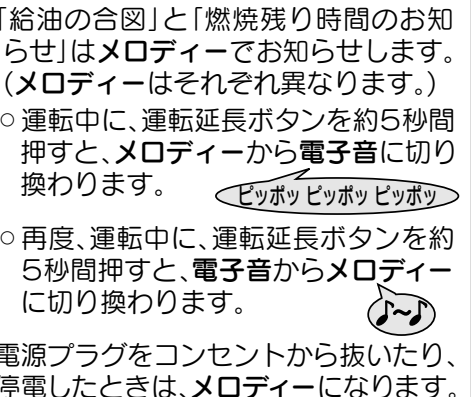 「給油の合図」と「燃焼残り時間のお知
らせ」はメロディーでお知らせします。
(メロディーはそれぞれ異なります。)
○運転中に、運転延長ボタンを約5秒間
押すと、メロディーから電子音に切り
換わります。
ピッポッ ピッポッ ピッポッ
○再度、運転中に、運転延長ボタンを約
5秒間押すと、電子音からメロディー
に切り換わります。
♪～♪
電源プラグをコンセントから抜いたり、
停電したときは、メロディーになります。